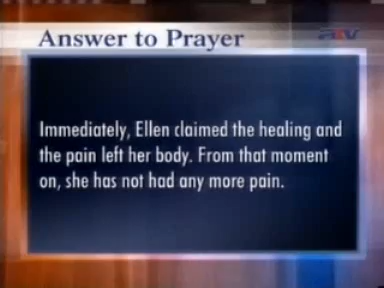 Answer to Prayer
Immediately, Ellen claimed the healing and
the pain left her body. From that moment
on, she has not had any more pain.